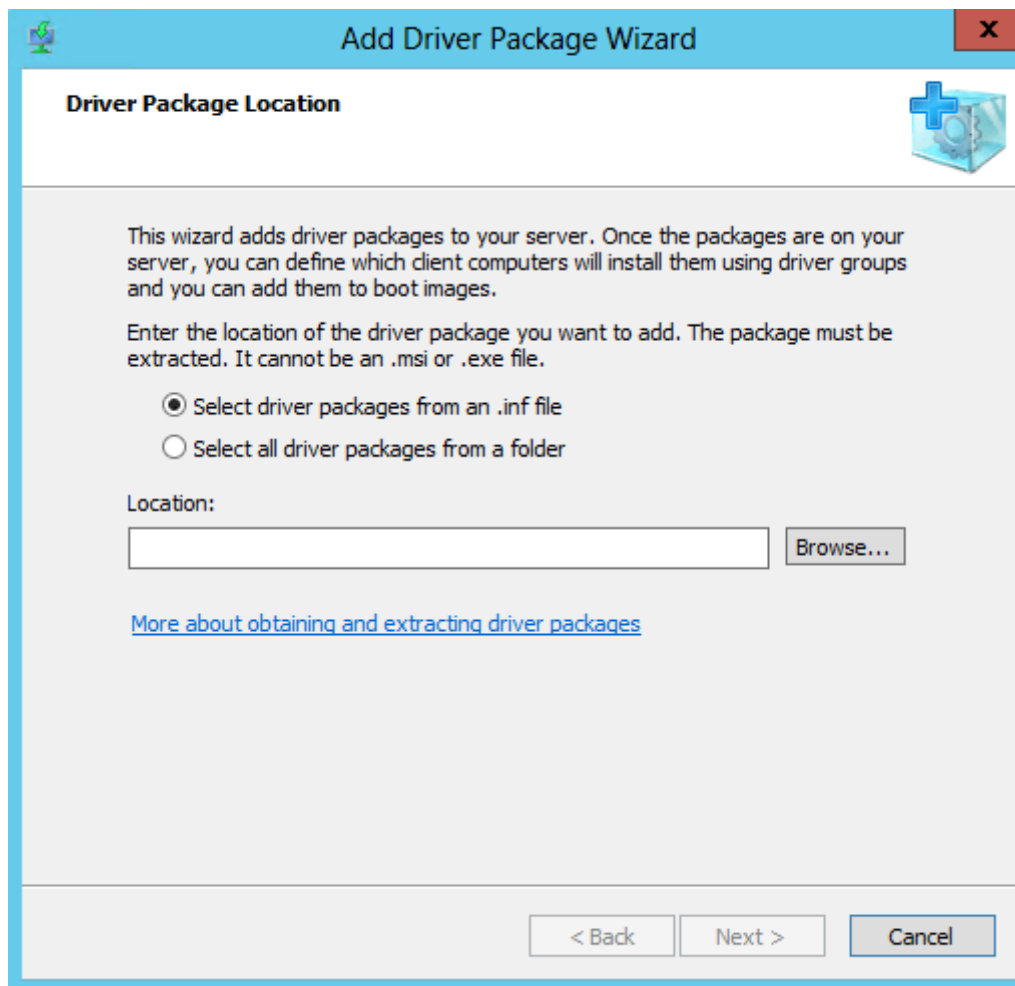 Add Driver Package Wizard
x
Driver Package Location
This wizard adds driver packages to your server. Once the packages are on your
server, you can define which client computers will install them using driver groups
and you can add them to boot images.
Enter the location of the driver package you want to add. The package must be
extracted. It cannot be an .msi or .exe file.
Select driver packages from an .inf file
Select all driver packages from a folder
Location:
Browse...
More about obtaining and extracting driver packages
< Back
Next >
Cancel